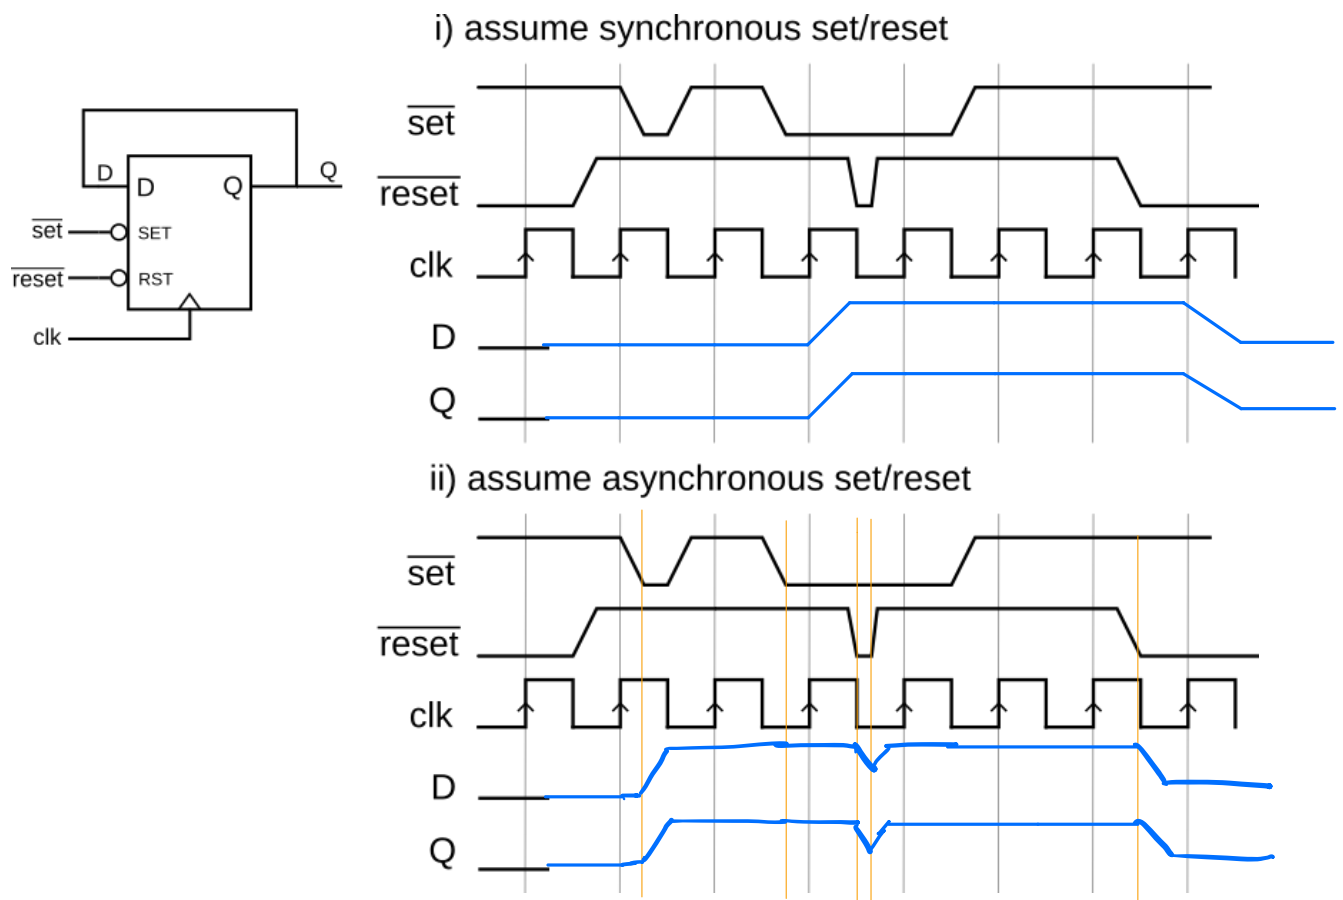 i) assume synchronous set/reset
set
reset
clk
D
Q
D
D
Q
Q
set
SET
reset
RST
clk
ii) assume asynchronous set/reset
set
reset
clk
D
Q